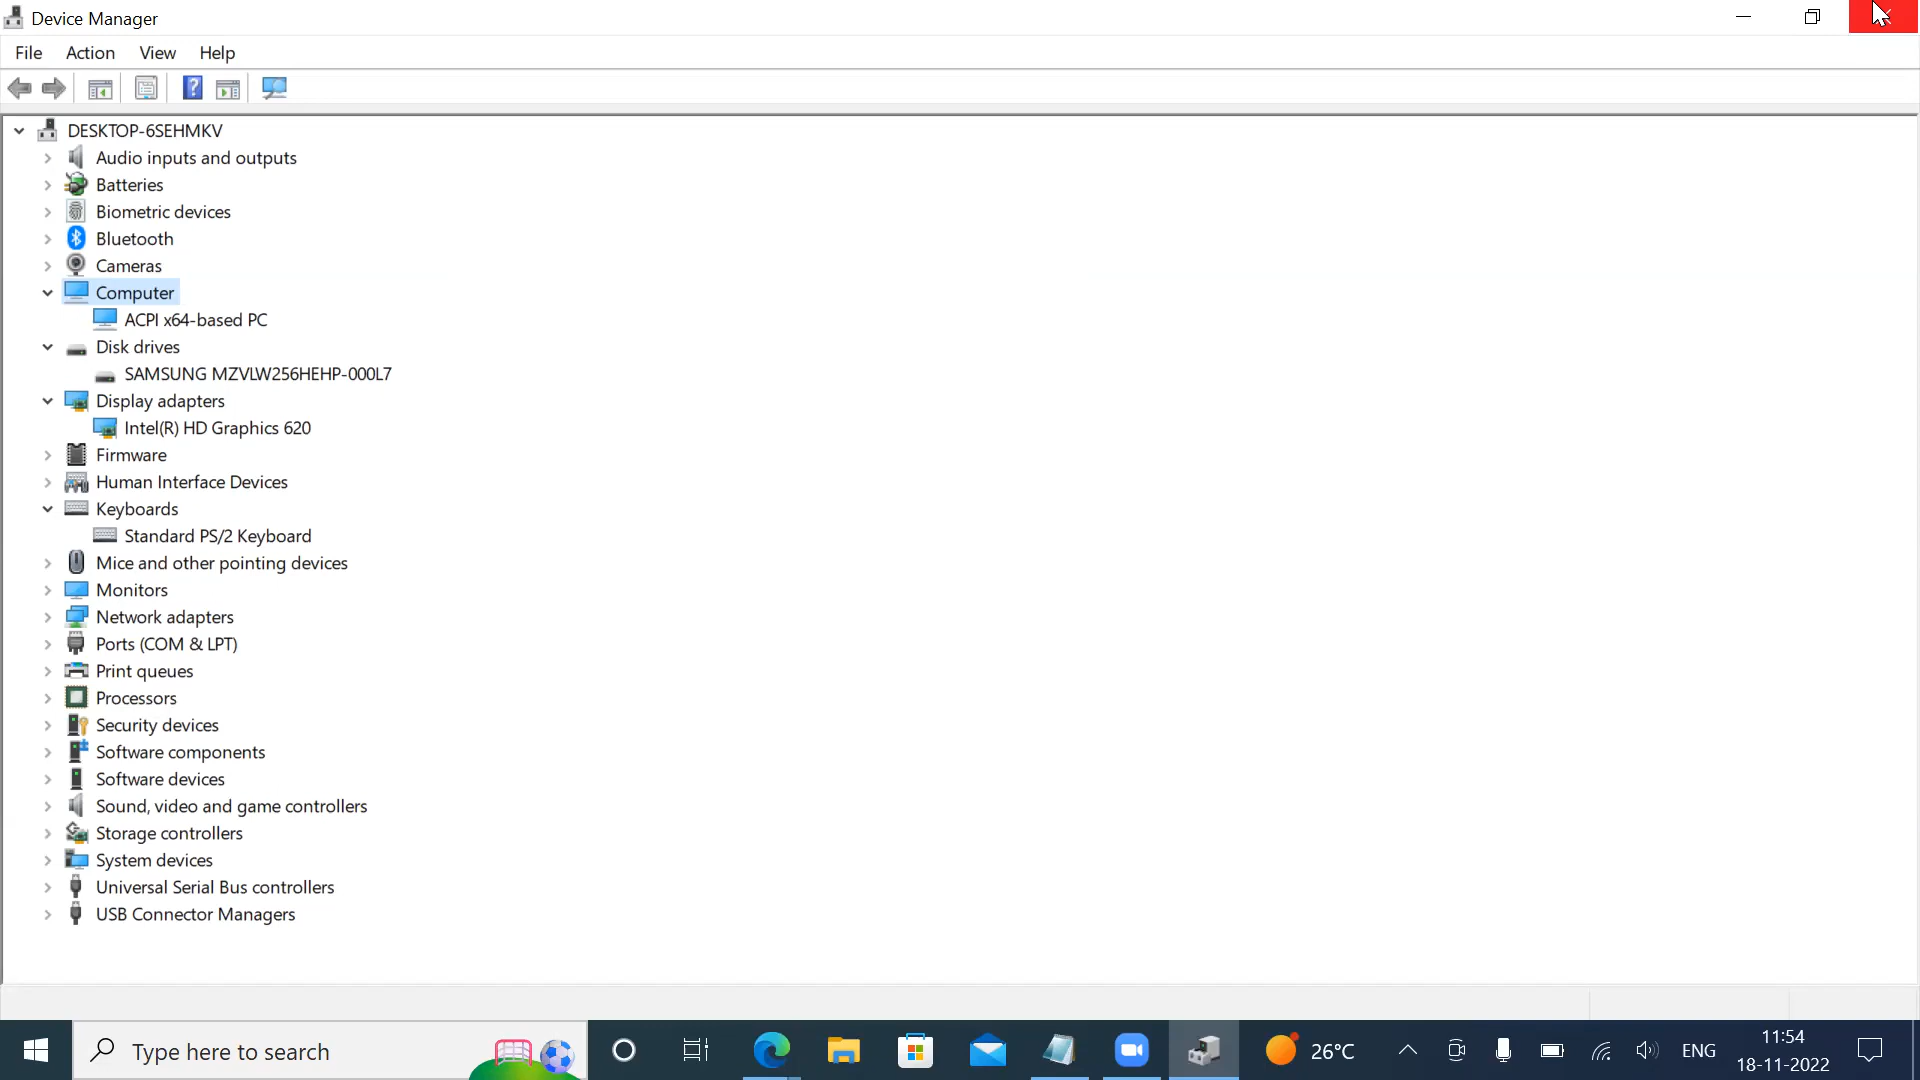 Device Manager
File Action View Help
DESKTOP-6SEHMKV
Audio inputs and outputs
Batteries
Biometric devices
Bluetooth
Cameras
Computer
ACPI x64-based PC
Disk drives
SAMSUNG MZVLW256HEHP-000L7
Display adapters
Intel(R) HD Graphics 620
Firmware
Human Interface Devices
Keyboards
Standard PS/2 Keyboard
Mice and other pointing devices
Monitors
Network adapters
Ports (COM & LPT)
Print queues
Processors
Security devices
Software components
Software devices
Sound, video and game controllers
Storage controllers
System devices
Universal Serial Bus controllers
USB Connector Managers
Type here to search
26°C
ENG
11:54
18-11-2022